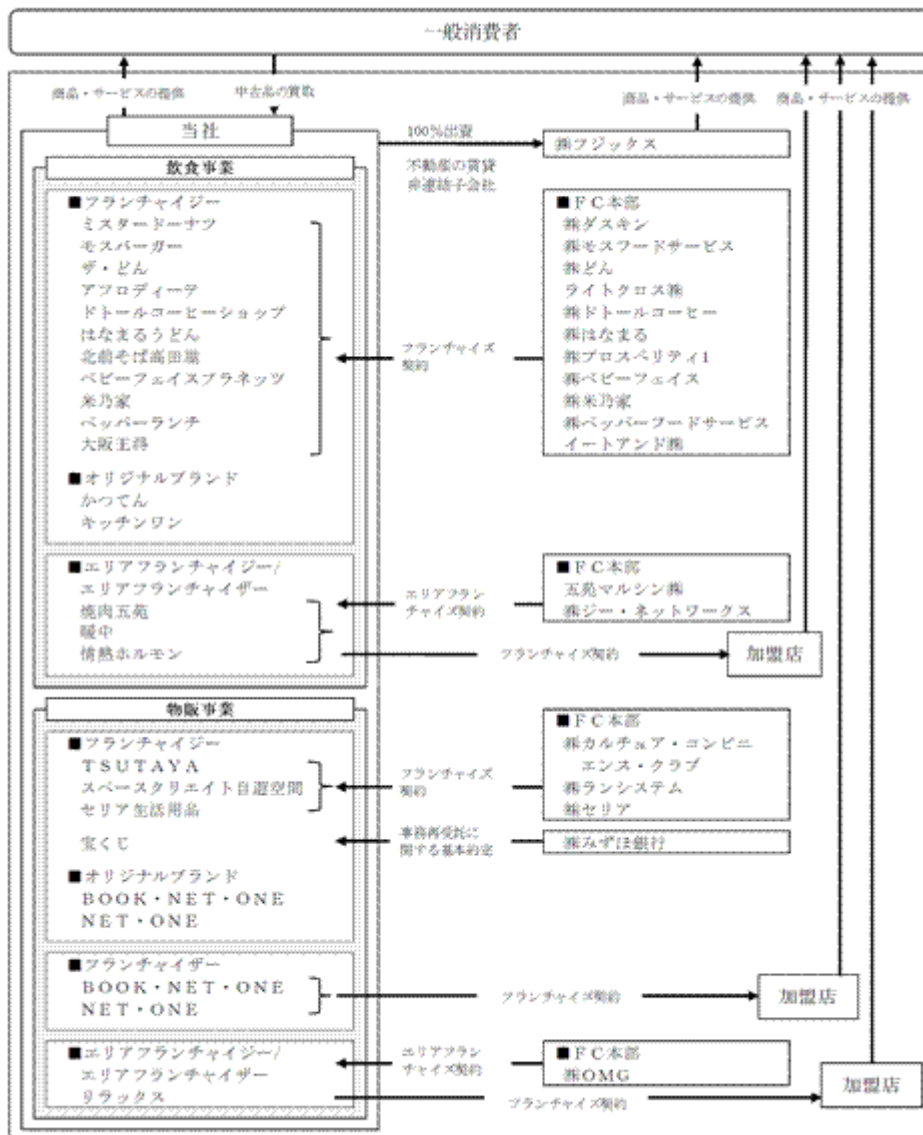 一般消費者
商品・サービスの提供
中古品の買取
商品・サービスの提供
商品・サービスの提供
当社
100%出資
不動産の賃貸
非連結子会社
㈱フジックス
飲食事業
■フランチャイジー
ミスタードーナツ
モスバーガー
ザ・どん
アフロディーテ
ドトールコーヒーショップ
はなまるうどん
北前そば高田屋
ベビーフェイスプラネッツ
米乃家
ペッパーランチ
大阪王将
■オリジナルブランド
かつてん
キッチンワン
フランチャイズ
契約
■FC本部
㈱ダスキン
㈱モスフードサービス
㈱どん
ライトクロス㈱
㈱ドトールコーヒー
㈱はなまる
㈱プロスペリティ1
㈱ベビーフェイス
㈱米乃家
㈱ペッパーフードサービス
イートアンド㈱
■エリアフランチャイジー/
エリアフランチャイザー
焼肉五苑
暖中
情熱ホルモン
エリアフラン
チャイズ契約
■FC本部
五苑マルシン㈱
㈱ジー・ネットワークス
フランチャイズ契約
加盟店
物販事業
■フランチャイジー
TSUTAYA
スペースクリエイト自遊空間
セリア生活用品
宝くじ
■オリジナルブランド
BOOK・NET・ONE
NET・ONE
フランチャイズ
契約
■FC本部
㈱カルチュア・コンビニ
エンス・クラブ
㈱ランシステム
㈱セリア
事務再受託に
関する基本約定
㈱みずほ銀行
■フランチャイザー
BOOK・NET・ONE
NET・ONE
フランチャイズ契約
加盟店
■エリアフランチャイジー/
エリアフランチャイザー
リラックス
エリアフラン
チャイズ契約
■FC本部
㈱OMG
フランチャイズ契約
加盟店